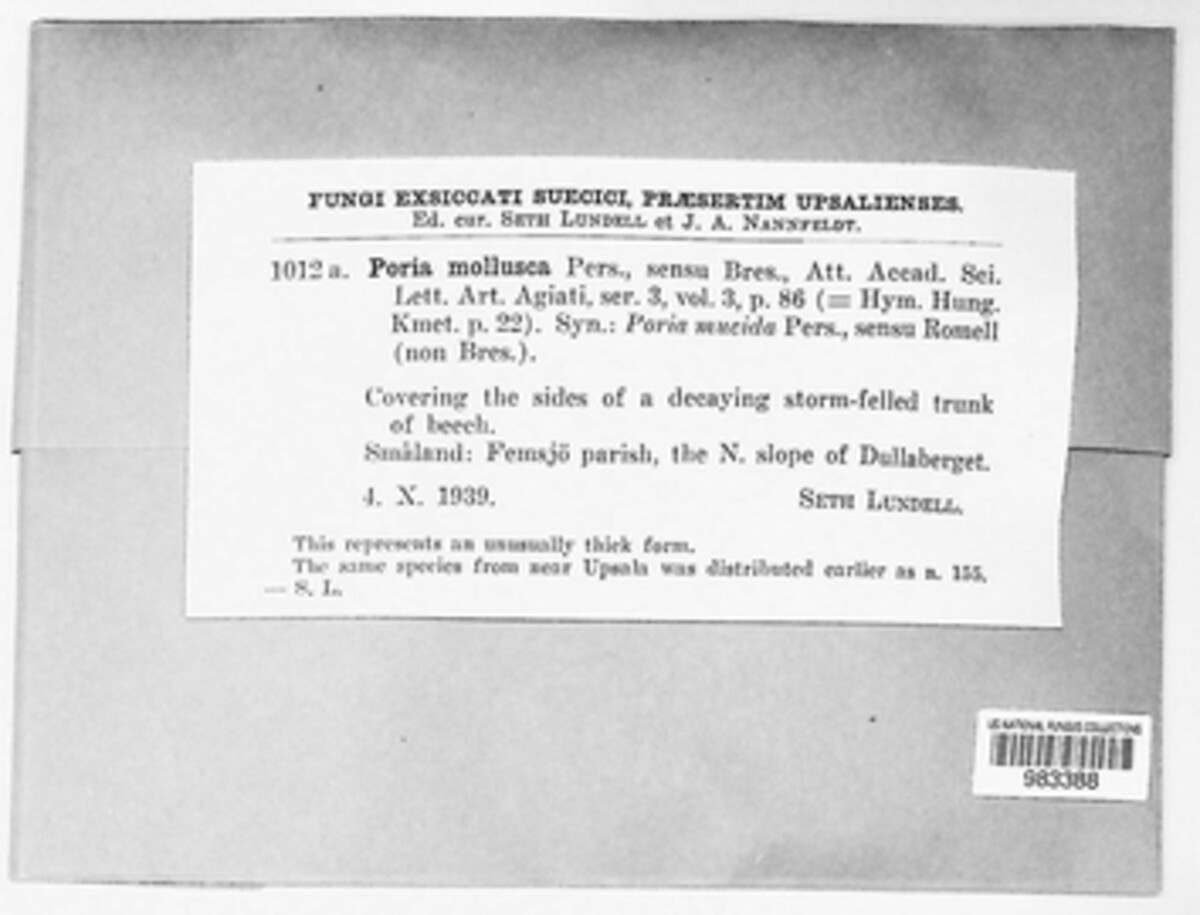 FUNGI EXSICCATI SUECICI, PRÆSERTIM UPSALIENSES.
Ed. cur. SETH LUNDELL et J. A. NANNFELDT.
1012 a. Poria mollusca Pers., sensu Bres., Att. Accad. Sci.
Lett. Art. Agiati, ser. 3, vol. 3, p. 86 (= Hym. Hung.
Kmet. p. 22). Syn.: Poria mucida Pers., sensu Romell
(non Bres.).
Covering the sides of a decaying storm-felled trunk
of beech.
Småland: Femsjö parish, the N. slope of Dullaberget.
4. X. 1939. SETH LUNDELL.
This represents an unusually thick form.
The same species from near Upsala was distributed earlier as n. 155.
— S. L.
US NATIONAL FUNGUS COLLECTIONS
983388